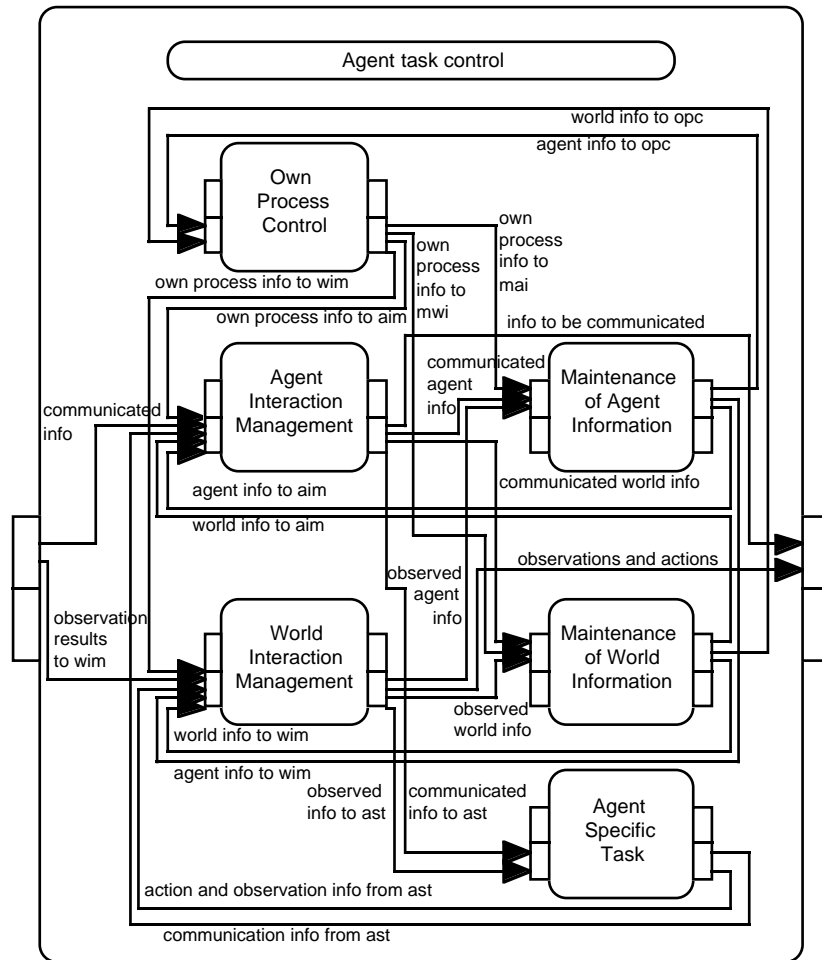 Agent task control
world info to opc
agent info to opc
Own
Process
Control
own
process
info to
mai
own
process
info to
mwi
own process info to wim
own process info to aim
info to be communicated
Agent
Interaction
Management
communicated
agent
info
Maintenance
of Agent
Information
communicated
info
agent info to aim
communicated world info
world info to aim
observations and actions
observed
agent
info
observation
results
to wim
World
Interaction
Management
Maintenance
of World
Information
observed
world info
world info to wim
agent info to wim
observed
info to ast
communicated
info to ast
Agent
Specific
Task
action and observation info from ast
communication info from ast